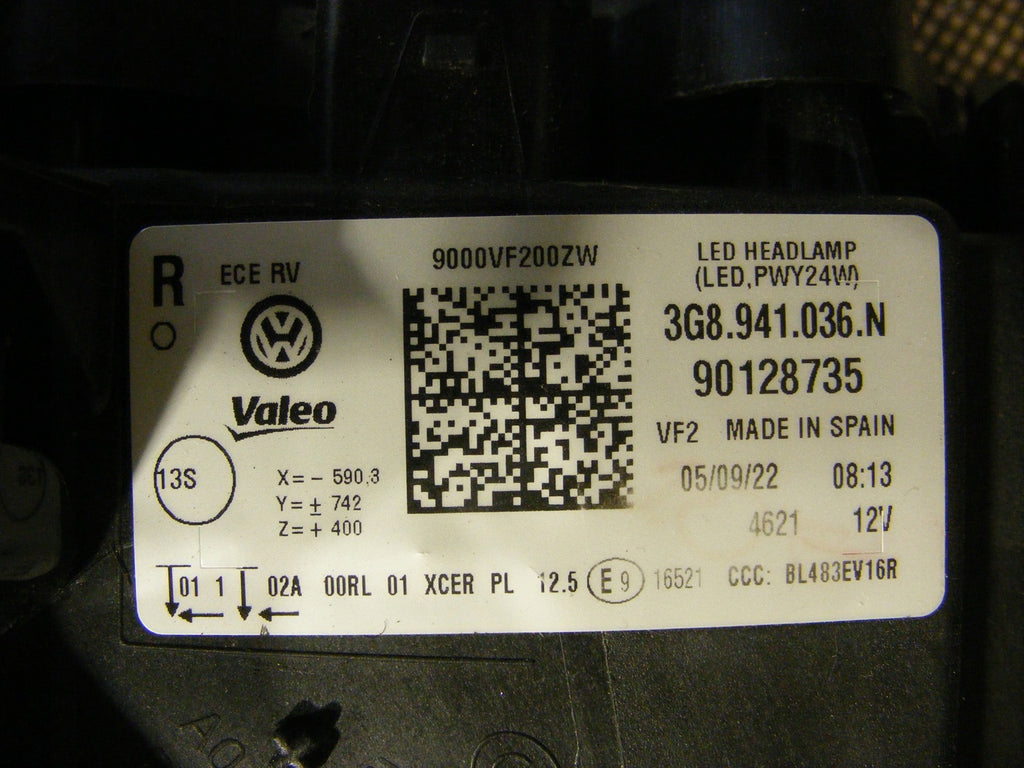 R
ECE RV
Valeo
13S
X= - 590,3
Y= ± 742
Z= + 400
9000VF200ZW
LED HEADLAMP
(LED,PWY24W)
3G8.941.036.N
90128735
VF2 MADE IN SPAIN
05/09/22 08:13
4621 12V
01 1 02A 00RL 01 XCER PL 12.5 E9 16521 CCC: BL483EV16R